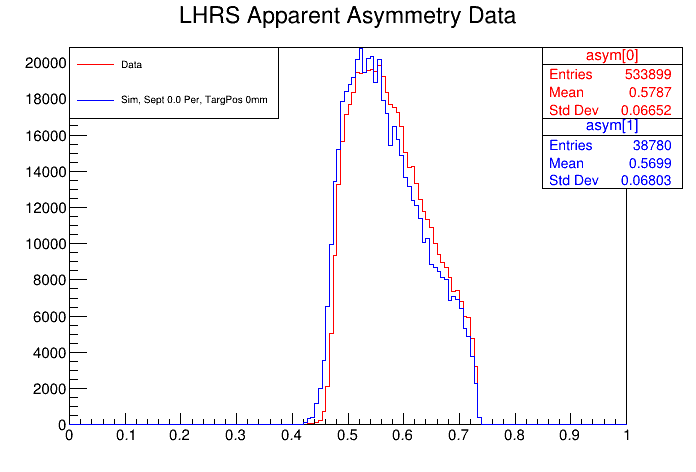 LHRS Apparent Asymmetry Data
Data
Sim, Sept 0.0 Per, TargPos 0mm
asym[0]
Entries 533899
Mean 0.5787
Std Dev 0.06652
asym[1]
Entries 38780
Mean 0.5699
Std Dev 0.06803
20000
18000
16000
14000
12000
10000
8000
6000
4000
2000
0
0 0.1 0.2 0.3 0.4 0.5 0.6 0.7 0.8 0.9 1